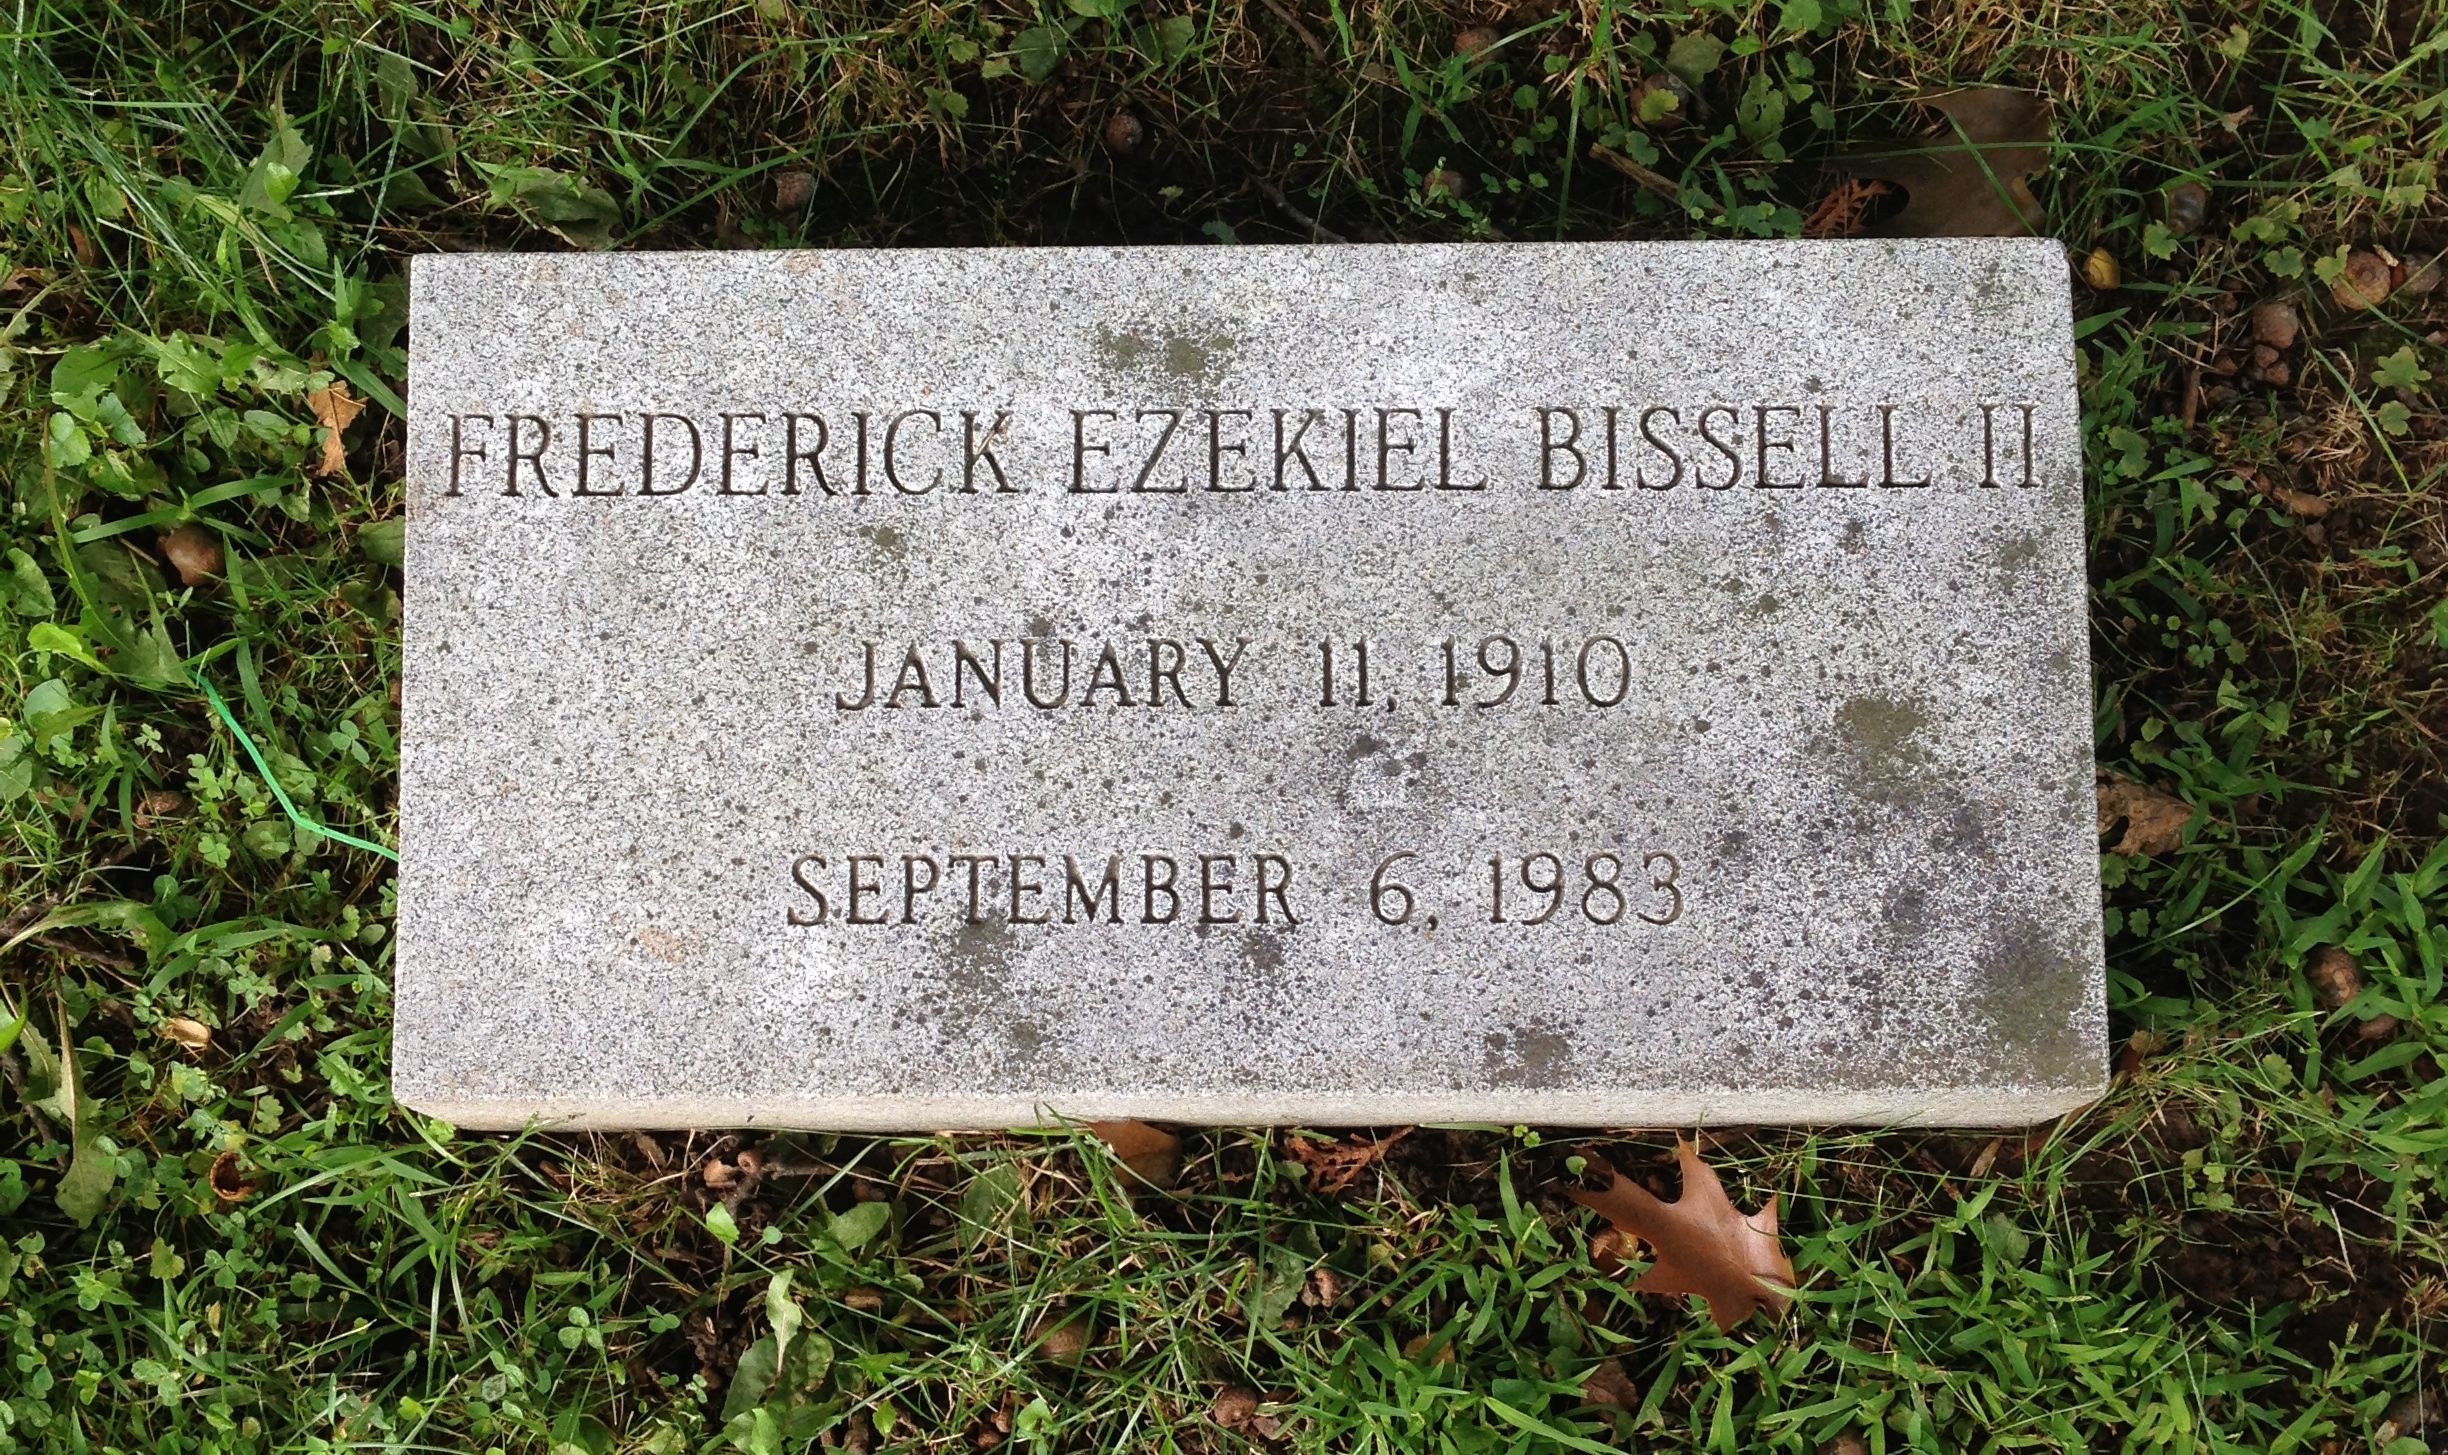 FREDERICK EZEKIEL BISSELL II
JANUARY 11, 1910
SEPTEMBER 6, 1983